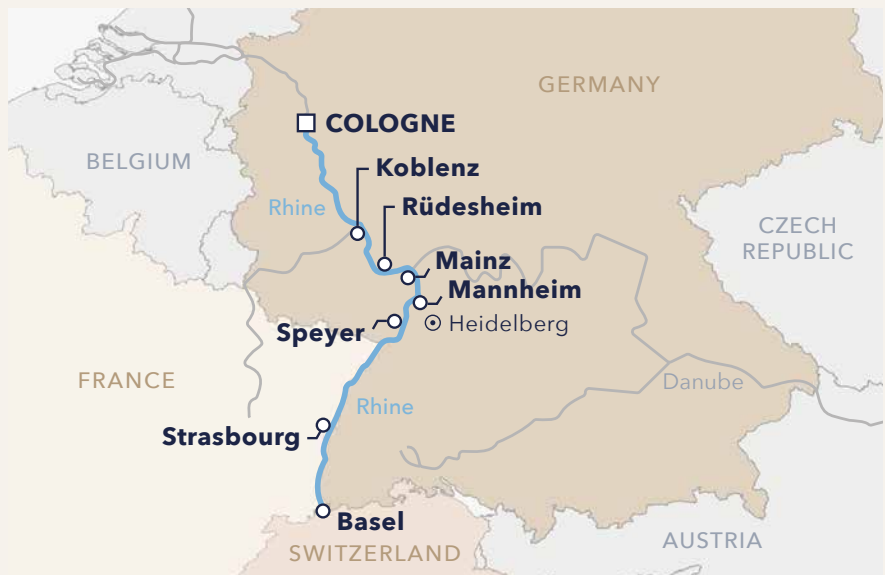 GERMANY
COLOGNE
BELGIUM
Koblenz
Rhine
Rüdesheim
CZECH
REPUBLIC
Mainz
Mannheim
Speyer
Heidelberg
FRANCE
Danube
Rhine
Strasbourg
Basel
SWITZERLAND
AUSTRIA